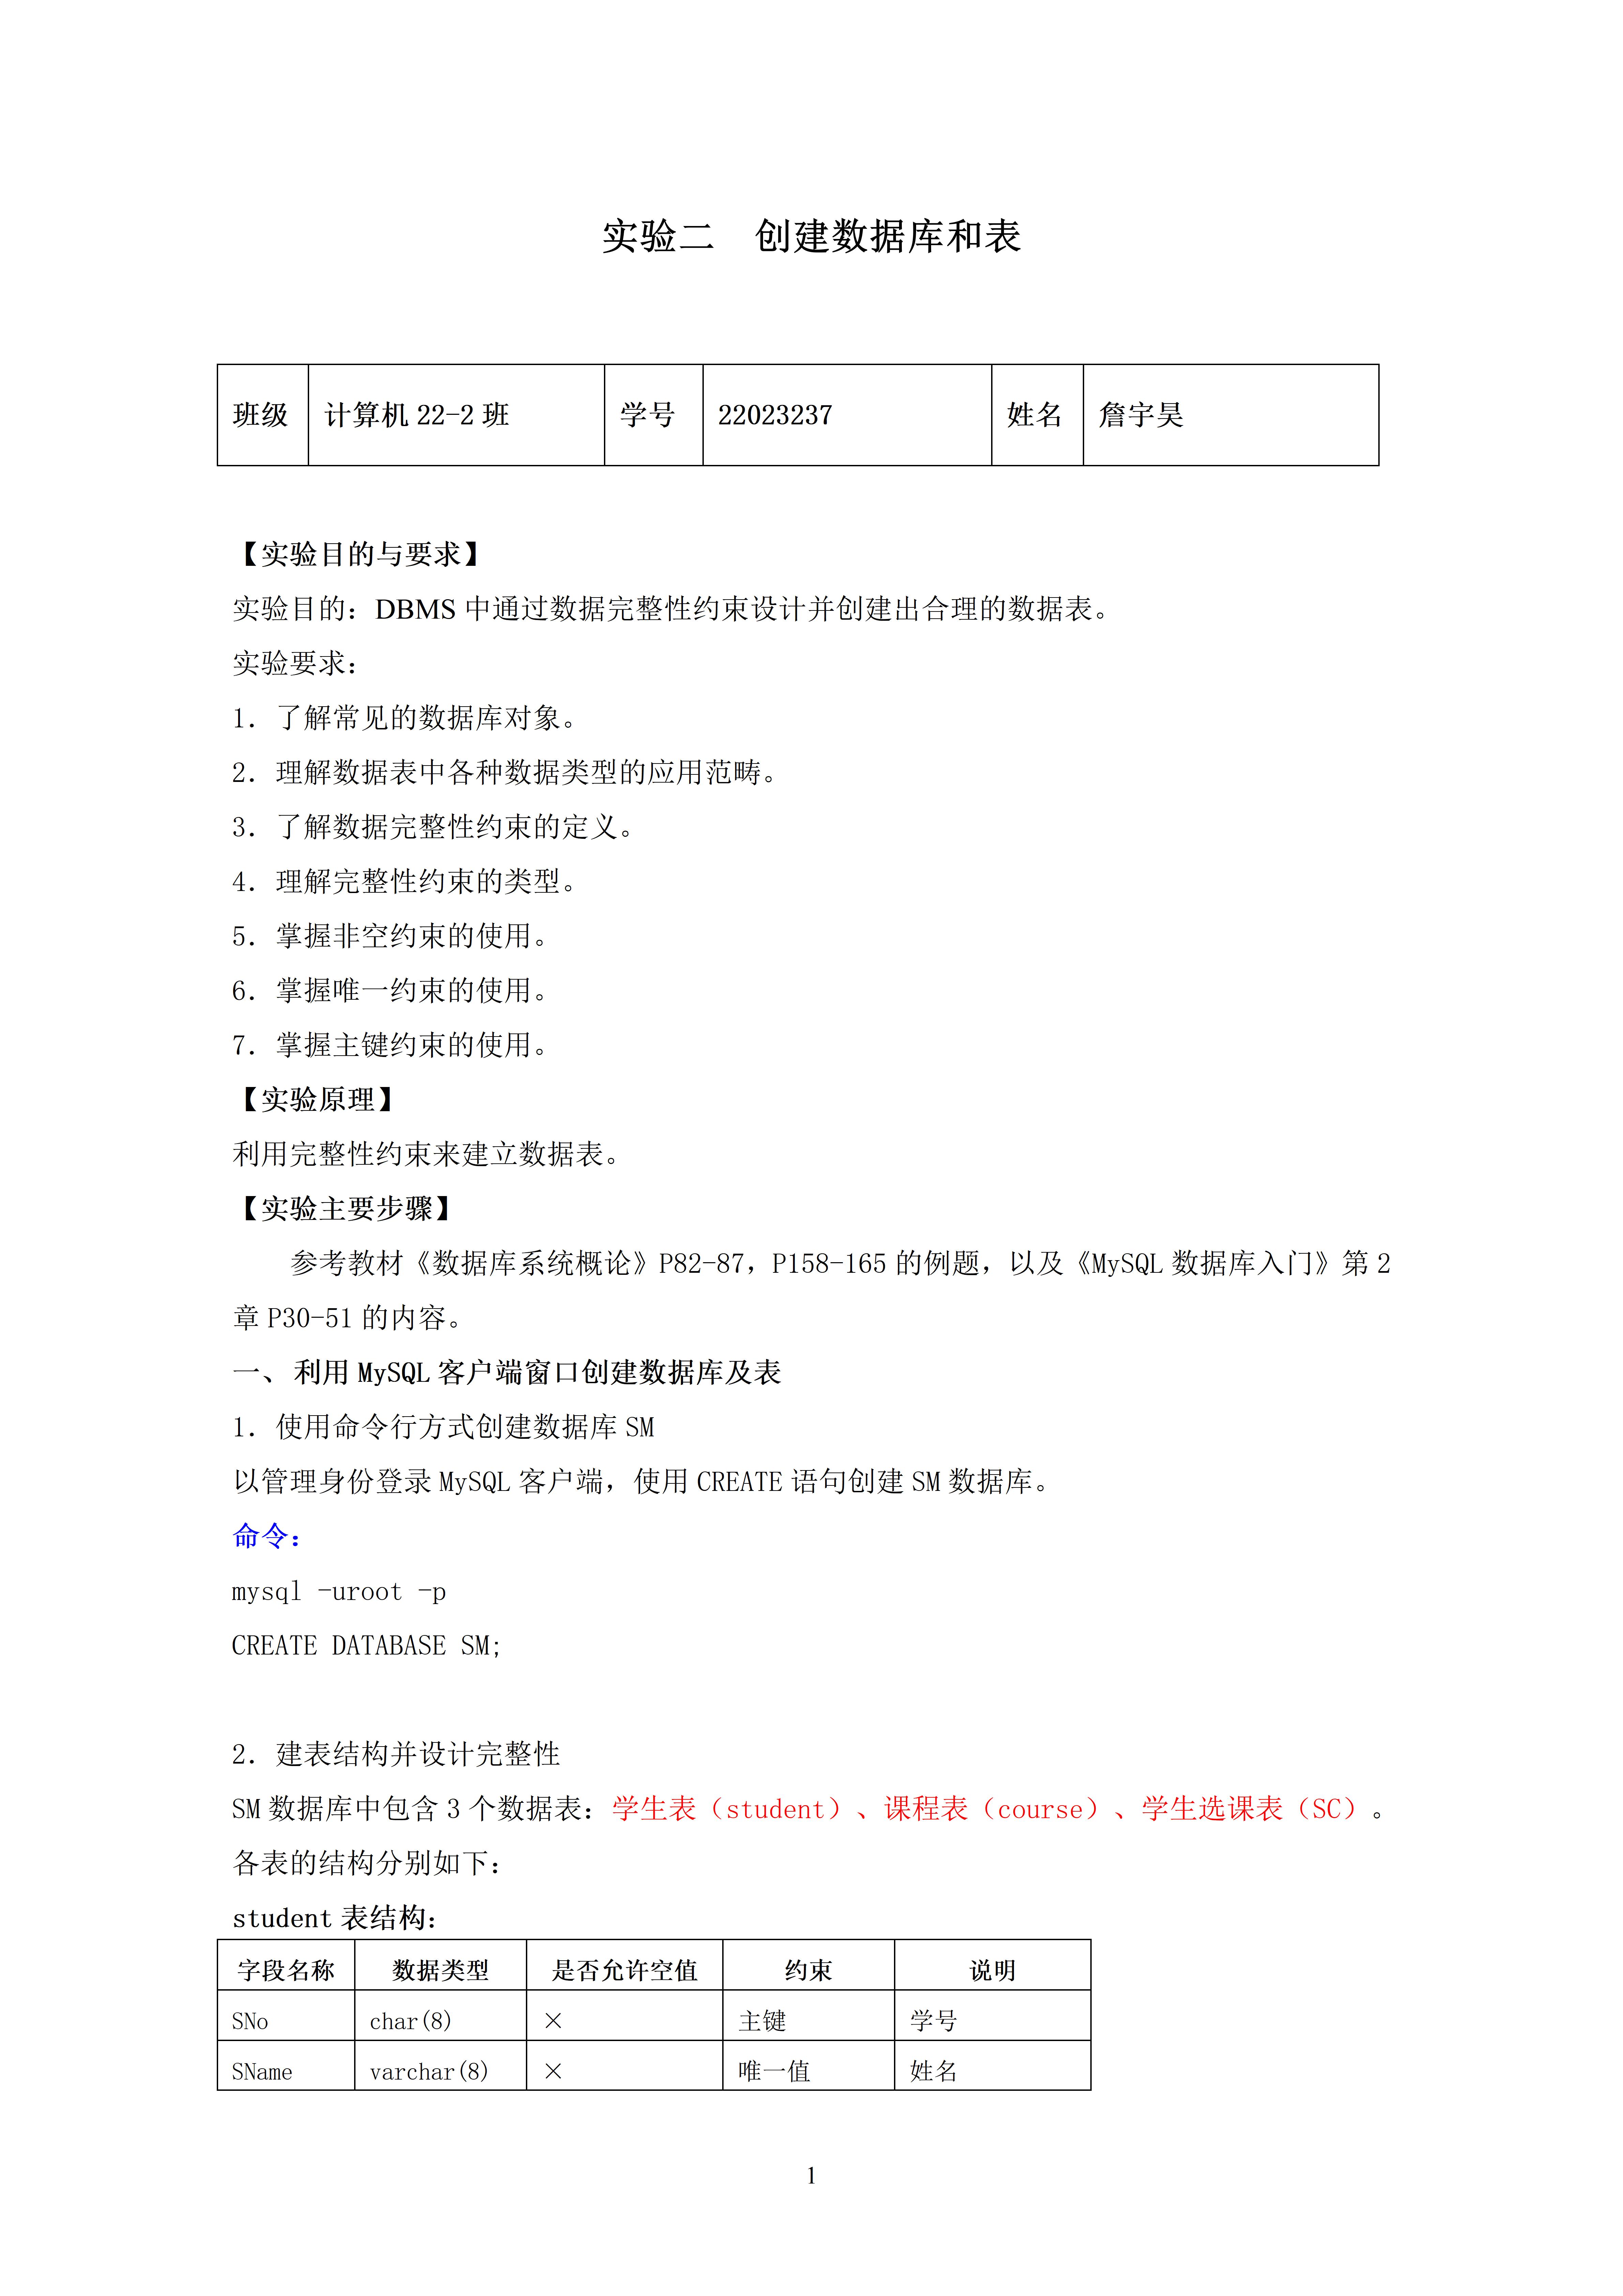 实验二　创建数据库和表
班级 计算机 22-2 班 学号 22023237 姓名 詹宇昊
【实验目的与要求】
实验目的：DBMS 中通过数据完整性约束设计并创建出合理的数据表。
实验要求：
1．了解常见的数据库对象。
2．理解数据表中各种数据类型的应用范畴。
3．了解数据完整性约束的定义。
4．理解完整性约束的类型。
5．掌握非空约束的使用。
6．掌握唯一约束的使用。
7．掌握主键约束的使用。
【实验原理】
利用完整性约束来建立数据表。
【实验主要步骤】
参考教材《数据库系统概论》P82-87，P158-165 的例题，以及《MySQL 数据库入门》第 2
章 P30-51 的内容。
一、 利用 MySQL 客户端窗口创建数据库及表
1．使用命令行方式创建数据库 SM
以管理身份登录 MySQL 客户端，使用 CREATE 语句创建 SM 数据库。
命令：
mysql -uroot -p
CREATE DATABASE SM;
2．建表结构并设计完整性
SM 数据库中包含 3 个数据表：学生表（student）、课程表（course）、学生选课表（SC）。
各表的结构分别如下：
student 表结构：
字段名称 数据类型 是否允许空值 约束 说明
SNo char(8) × 主键 学号
SName varchar(8) × 唯一值 姓名
1